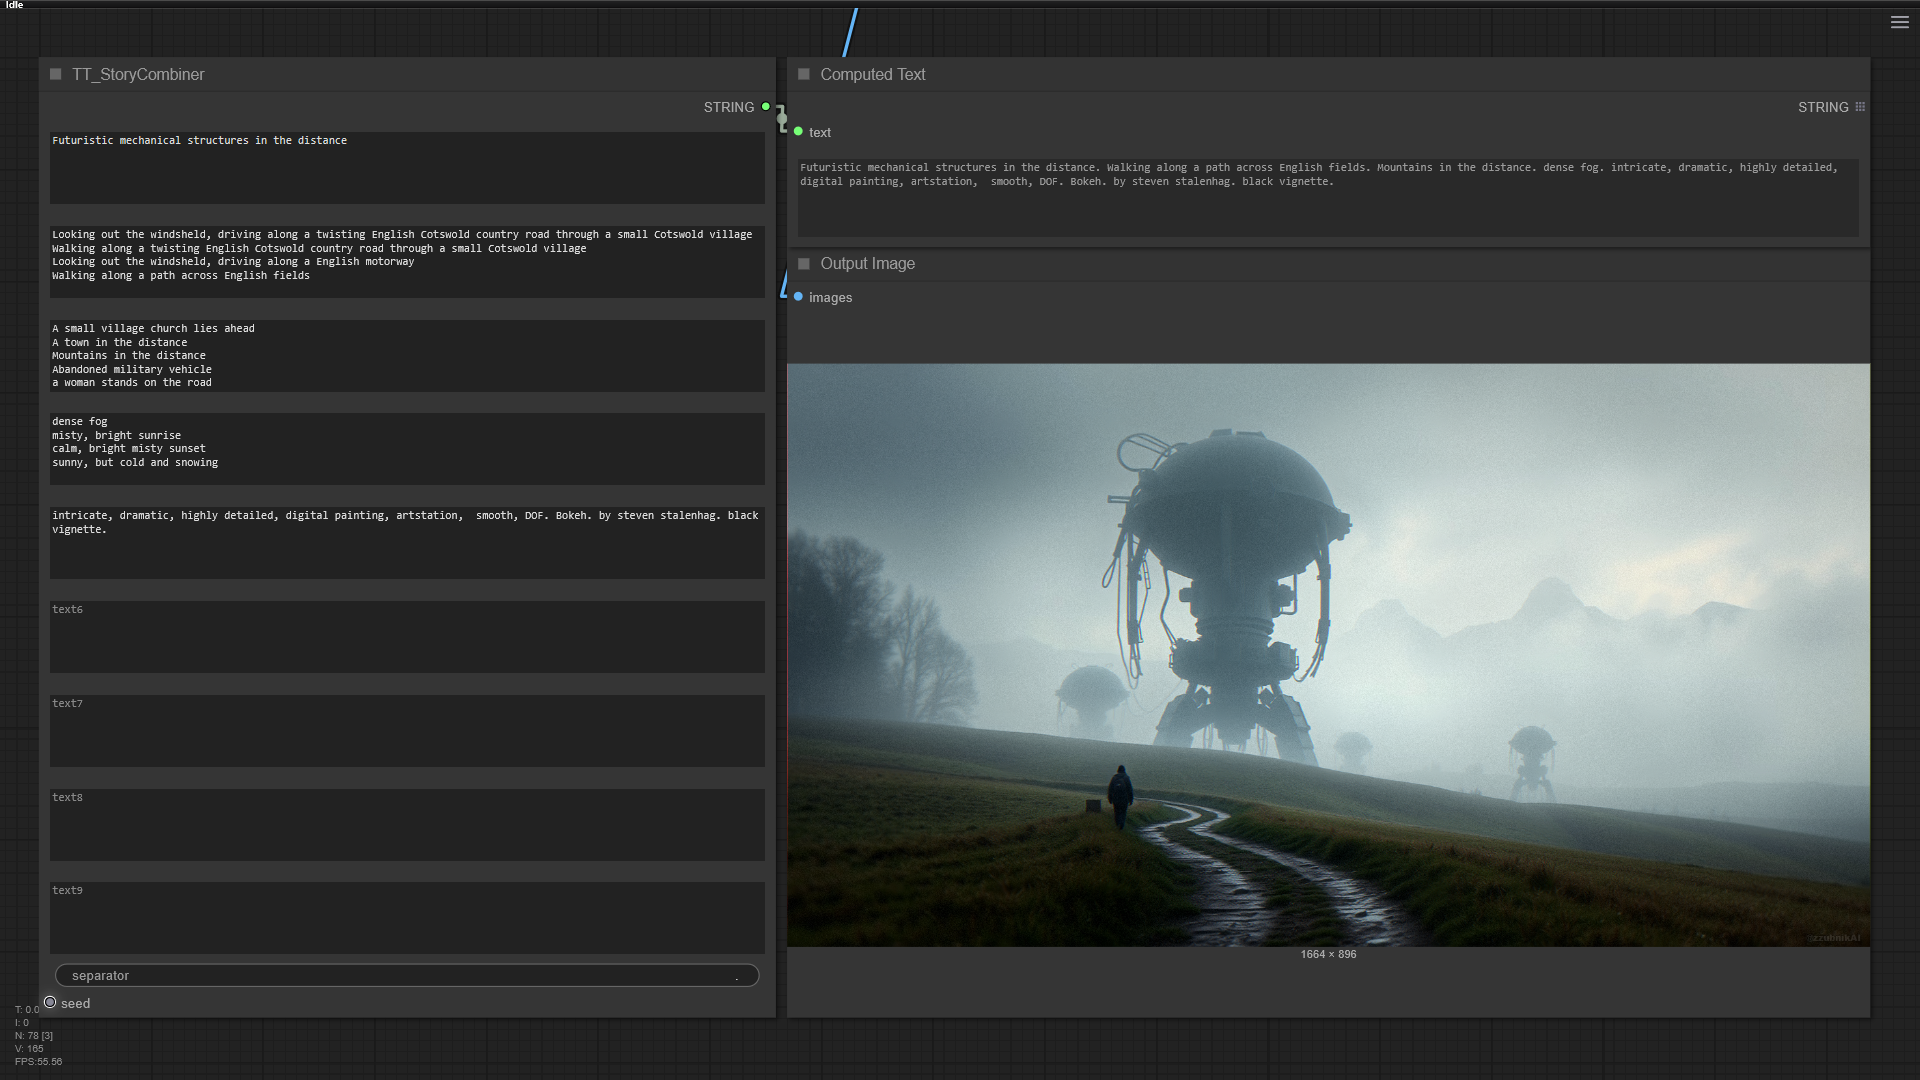 Idle
TT_StoryCombiner
STRING
Futuristic mechanical structures in the distance
Looking out the windsheld, driving along a twisting English Cotswold country road through a small Cotswold village
Walking along a twisting English Cotswold country road through a small Cotswold village
Looking out the windsheld, driving along a English motorway
Walking along a path across English fields
A small village church lies ahead
A town in the distance
Mountains in the distance
Abandoned military vehicle
a woman stands on the road
dense fog
misty, bright sunrise
calm, bright misty sunset
sunny, but cold and snowing
intricate, dramatic, highly detailed, digital painting, artstation,  smooth, DOF. Bokeh. by steven stalenhag. black
vignette.
text6
text7
text8
text9
separator .
seed
T: 0.0
I: 0
N: 78 [3]
V: 165
FPS:55.56
Computed Text
STRING
text
Futuristic mechanical structures in the distance. Walking along a path across English fields. Mountains in the distance. dense fog. intricate, dramatic, highly detailed,
digital painting, artstation,  smooth, DOF. Bokeh. by steven stalenhag. black vignette.
Output Image
images
1664 × 896